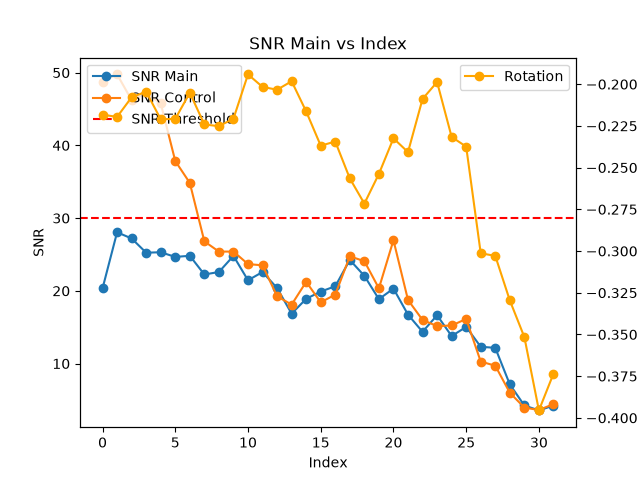 SNR Main vs Index
SNR Main
SNR Control
SNR Threshold
Rotation
50
40
30
20
10
SNR
−0.200
−0.225
−0.250
−0.275
−0.300
−0.325
−0.350
−0.375
−0.400
0 5 10 15 20 25 30
Index